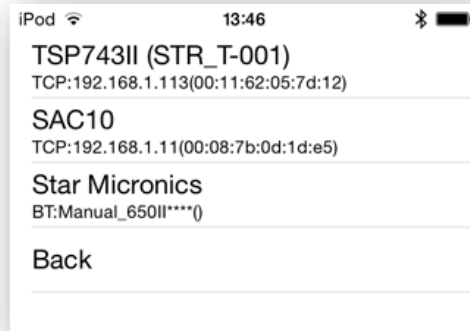 iPod 13:46
TSP743II (STR_T-001)
TCP:192.168.1.113(00:11:62:05:7d:12)
SAC10
TCP:192.168.1.11(00:08:7b:0d:1d:e5)
Star Micronics
BT:Manual_650II****()
Back